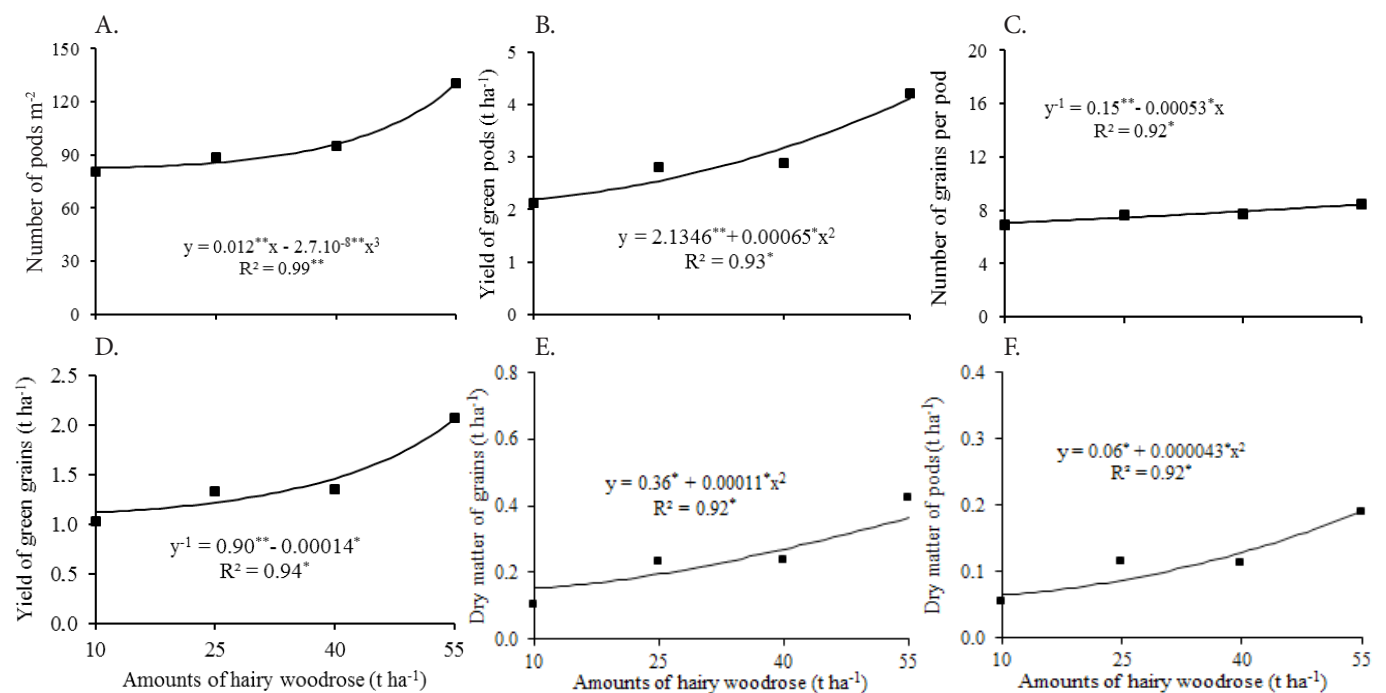 A.
Number of pods m⁻²
150
120
90
60
30
0
y = 0.012**x - 2.7.10⁻⁸**x³
R² = 0.99**
B.
Yield of green pods (t ha⁻¹)
5
4
3
2
1
0
y = 2.1346** + 0.00065*x²
R² = 0.93*
C.
Number of grains per pod
20
16
12
8
4
0
y⁻¹ = 0.15** - 0.00053*x
R² = 0.92*
D.
Yield of green grains (t ha⁻¹)
2.5
2.0
1.5
1.0
0.5
0.0
y⁻¹ = 0.90** - 0.00014*
R² = 0.94*
10 25 40 55
Amounts of hairy woodrose (t ha⁻¹)
E.
Dry matter of grains (t ha⁻¹)
0.8
0.6
0.4
0.2
0.0
y = 0.36* + 0.00011*x²
R² = 0.92*
10 25 40 55
Amounts of hairy woodrose (t ha⁻¹)
F.
Dry matter of pods (t ha⁻¹)
0.4
0.3
0.2
0.1
0.0
y = 0.06* + 0.000043*x²
R² = 0.92*
10 25 40 55
Amounts of hairy woodrose (t ha⁻¹)